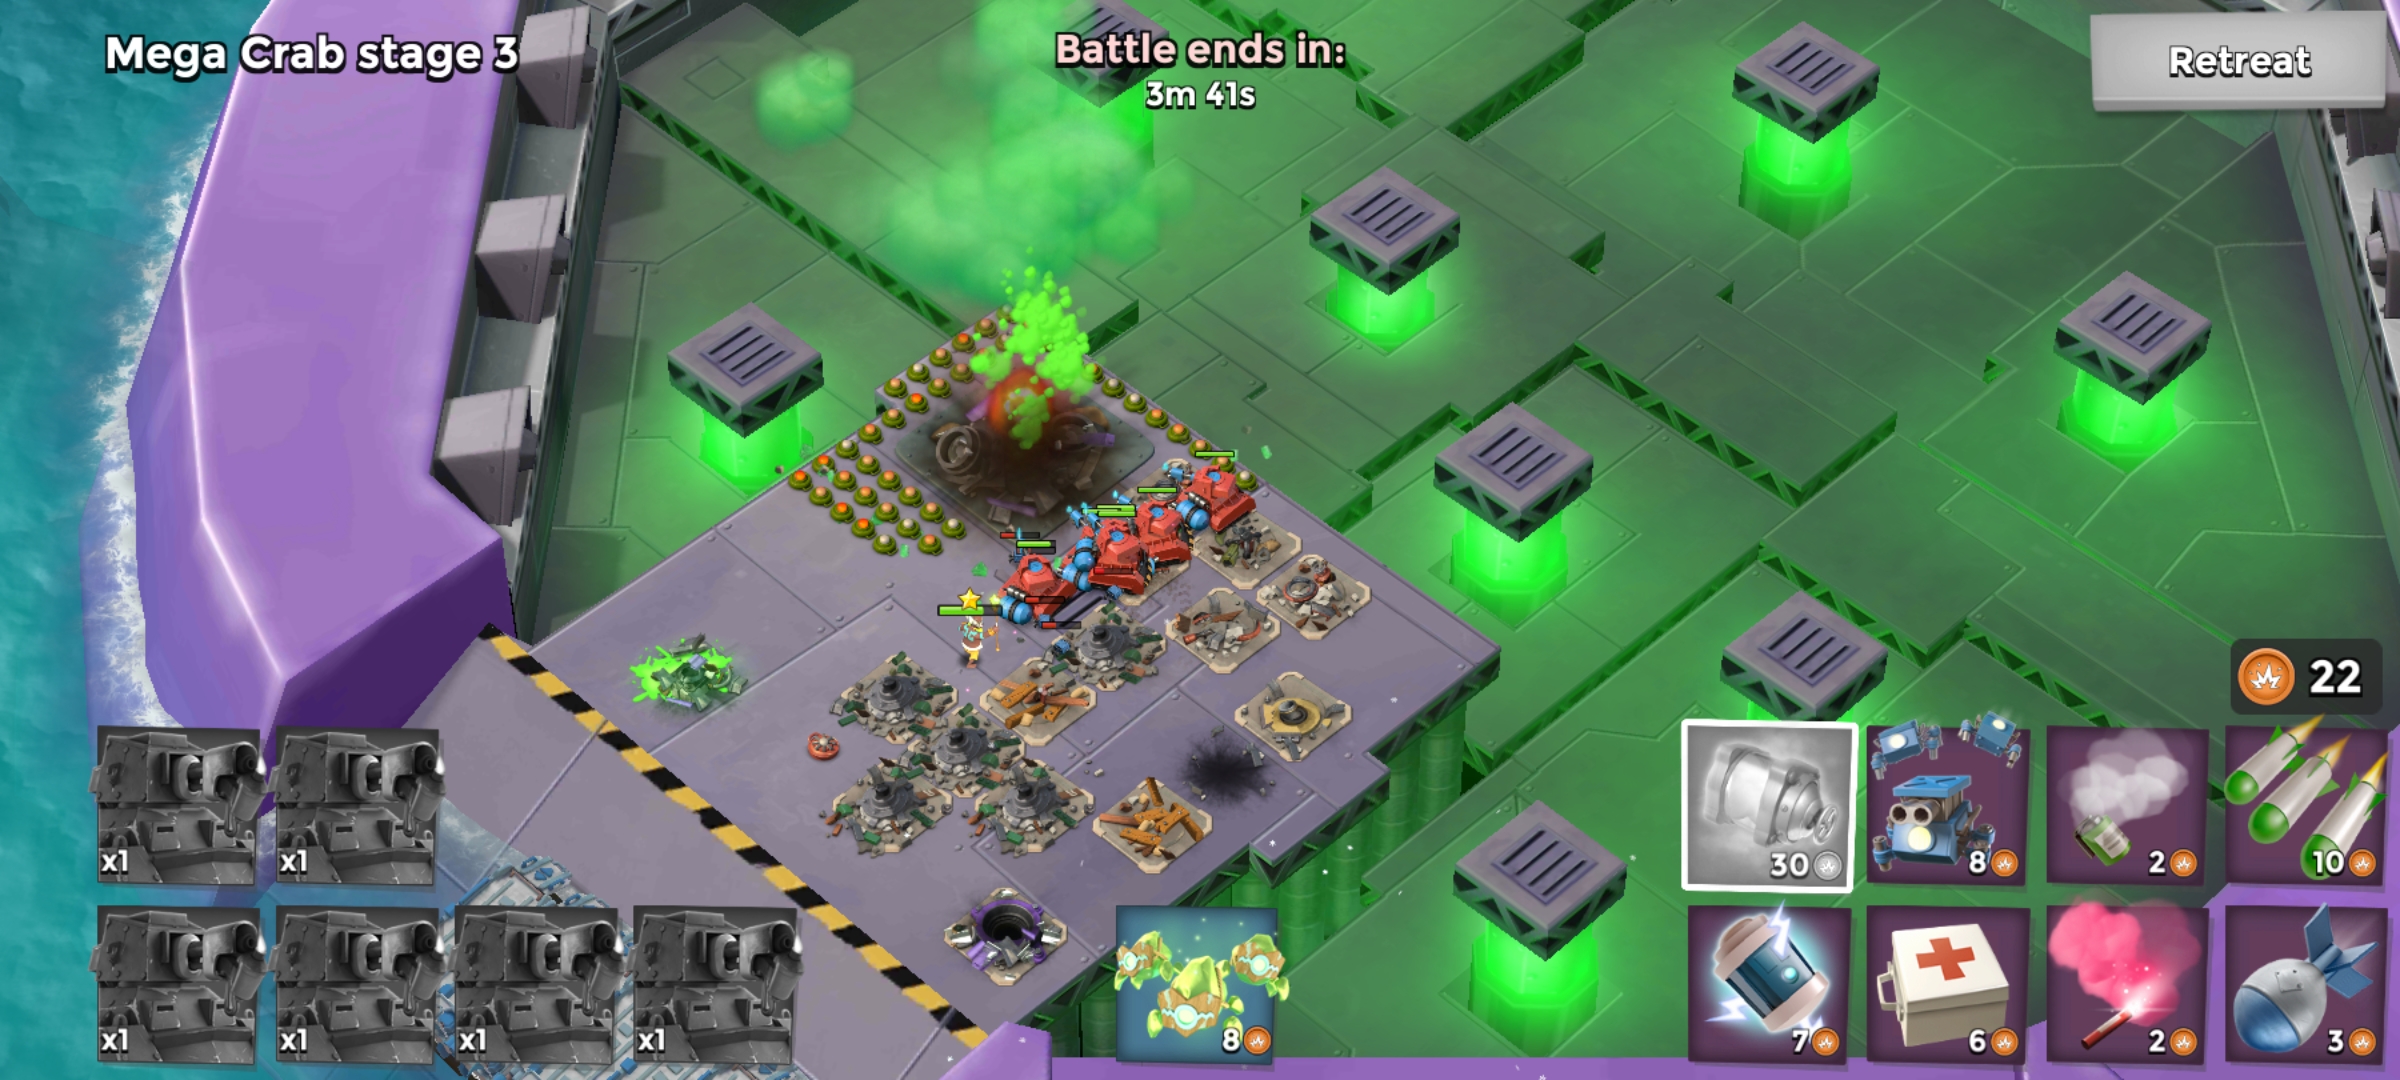 Mega Crab stage 3
Battle ends in:
3m 41s
Retreat
22
30
8
2
10
x1
x1
7
6
2
3
x1
x1
x1
x1
8